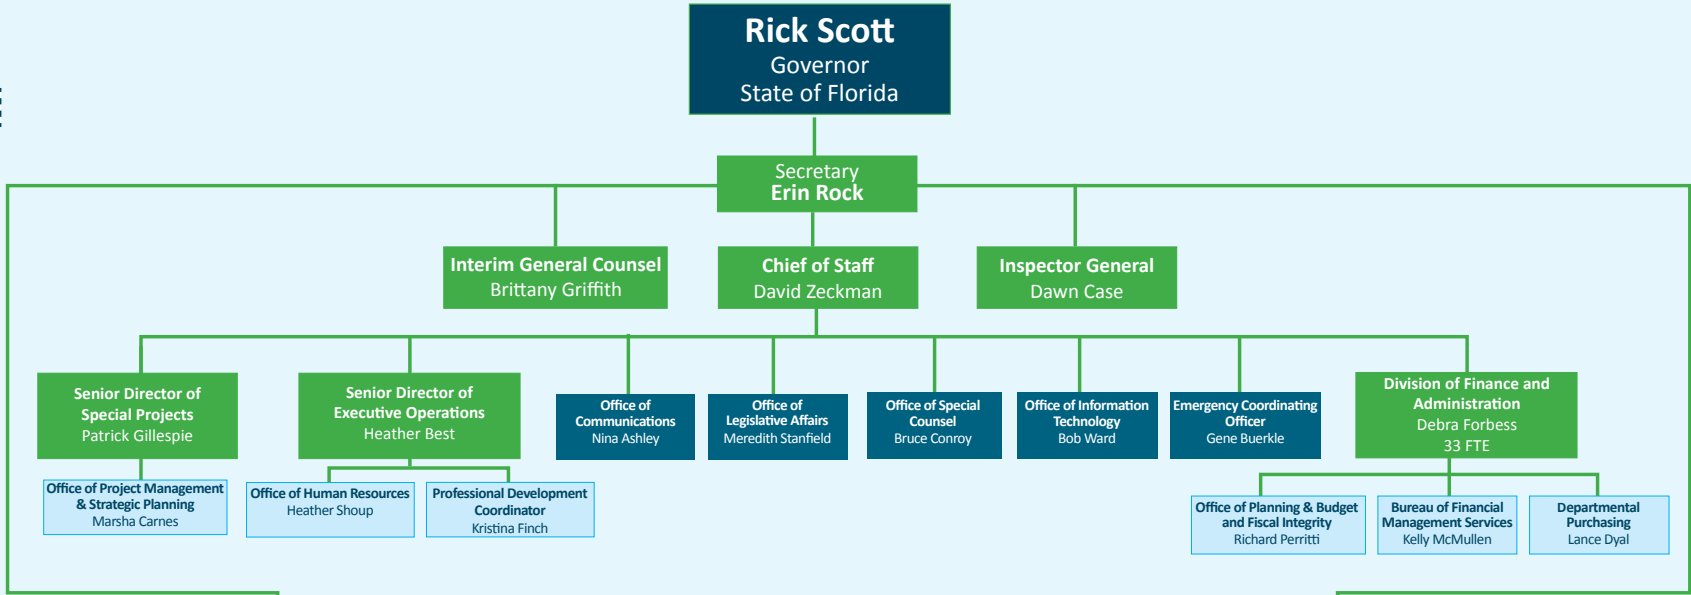 Rick Scott
Governor
State of Florida
Secretary
Erin Rock
Interim General Counsel
Brittany Griffith
Chief of Staff
David Zeckman
Inspector General
Dawn Case
Senior Director of
Special Projects
Patrick Gillespie
Senior Director of
Executive Operations
Heather Best
Office of
Communications
Nina Ashley
Office of
Legislative Affairs
Meredith Stanfield
Office of Special
Counsel
Bruce Conroy
Office of Information
Technology
Bob Ward
Emergency Coordinating
Officer
Gene Buerkle
Division of Finance and
Administration
Debra Forbess
33 FTE
Office of Project Management
& Strategic Planning
Marsha Carnes
Office of Human Resources
Heather Shoup
Professional Development
Coordinator
Kristina Finch
Office of Planning & Budget
and Fiscal Integrity
Richard Perritti
Bureau of Financial
Management Services
Kelly McMullen
Departmental
Purchasing
Lance Dyal